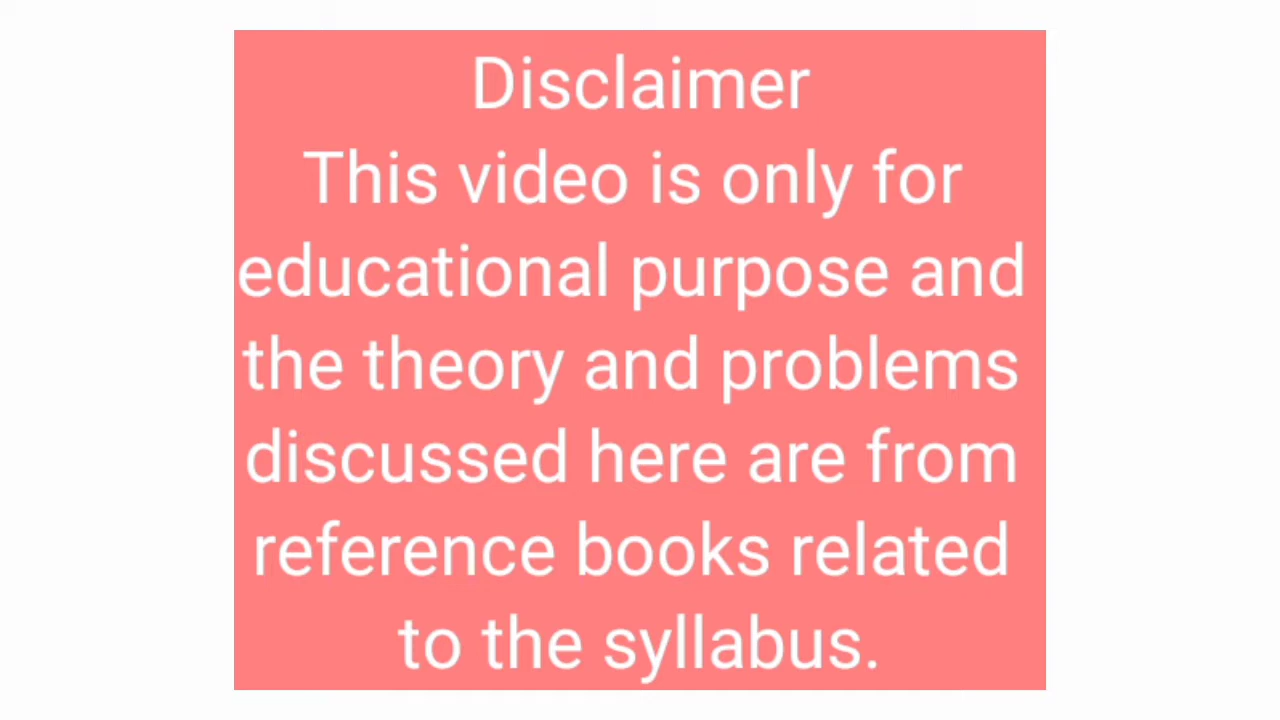 Disclaimer
This video is only for
educational purpose and
the theory and problems
discussed here are from
reference books related
to the syllabus.